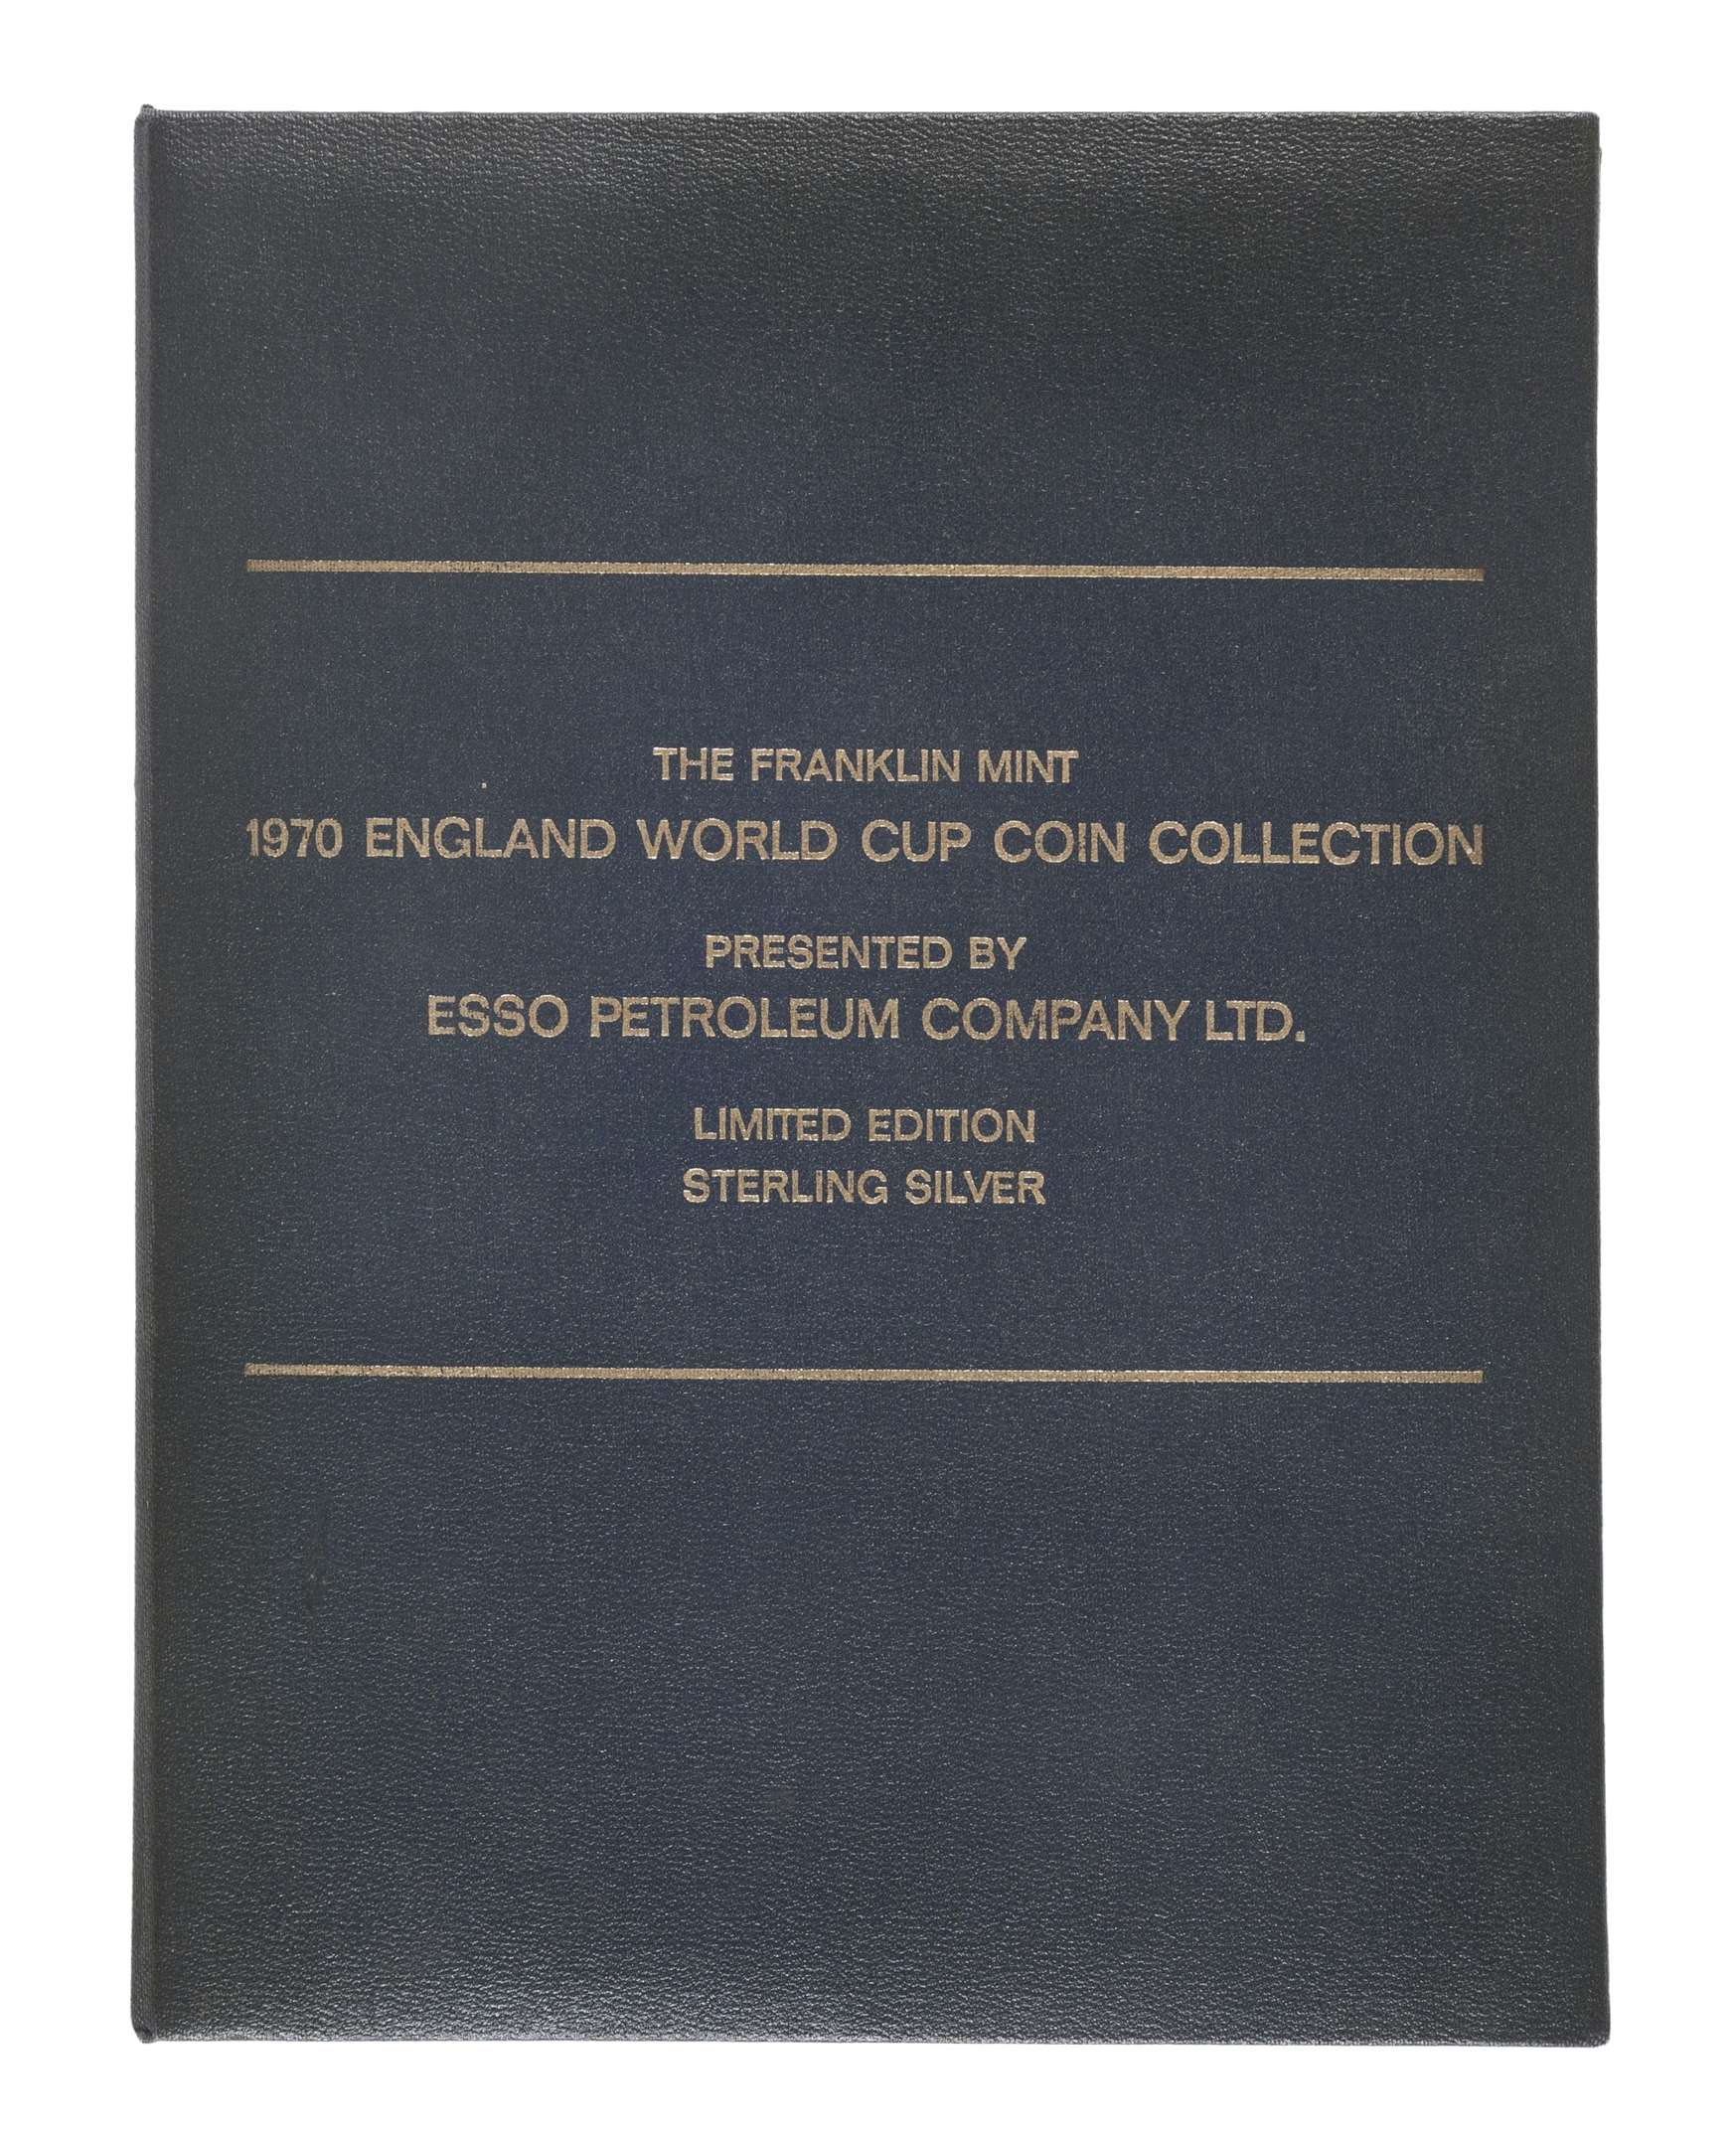 THE FRANKLIN MINT
1970 ENGLAND WORLD CUP COIN COLLECTION
PRESENTED BY
ESSO PETROLEUM COMPANY LTD.
LIMITED EDITION
STERLING SILVER